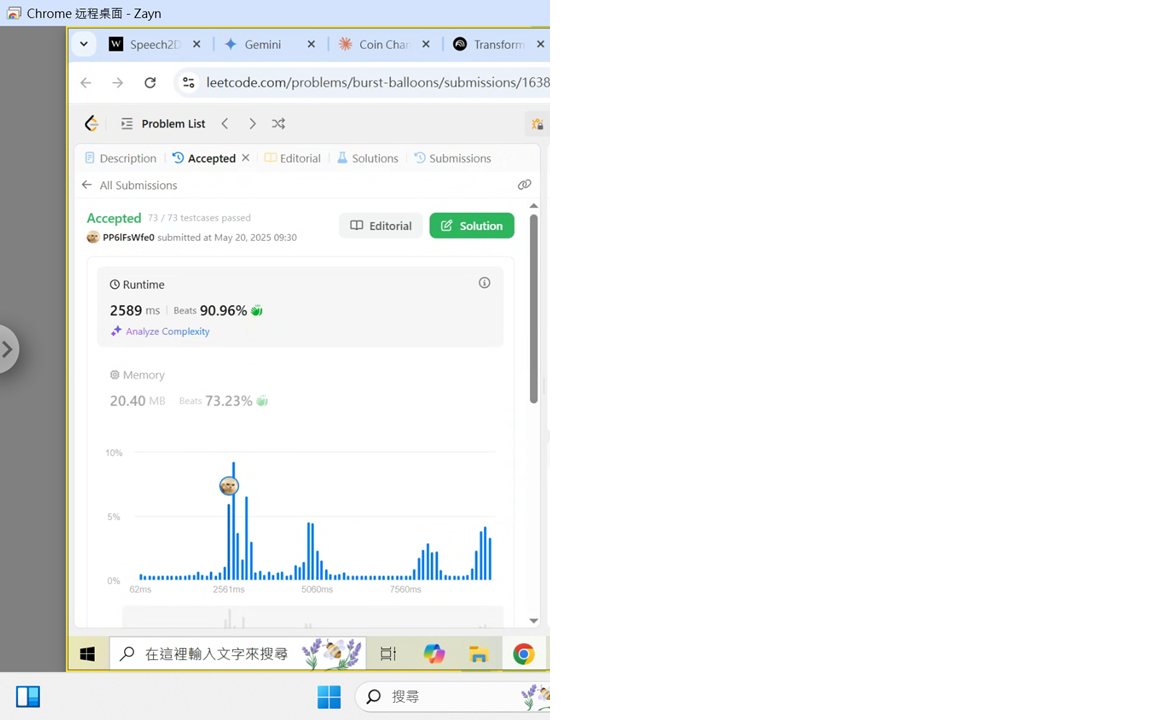 Chrome 远程桌面 - Zayn
Speech2D
Gemini
Coin Chan
Transform
leetcode.com/problems/burst-balloons/submissions/1638
Problem List
Description
Accepted
Editorial
Solutions
Submissions
All Submissions
Accepted 73 / 73 testcases passed
Editorial
Solution
PP6lFsWfe0 submitted at May 20, 2025 09:30
Runtime
2589 ms Beats 90.96%
Analyze Complexity
Memory
20.40 MB Beats 73.23%
10%
5%
0%
62ms 2561ms 5060ms 7560ms
在這裡輸入文字來搜尋
搜尋